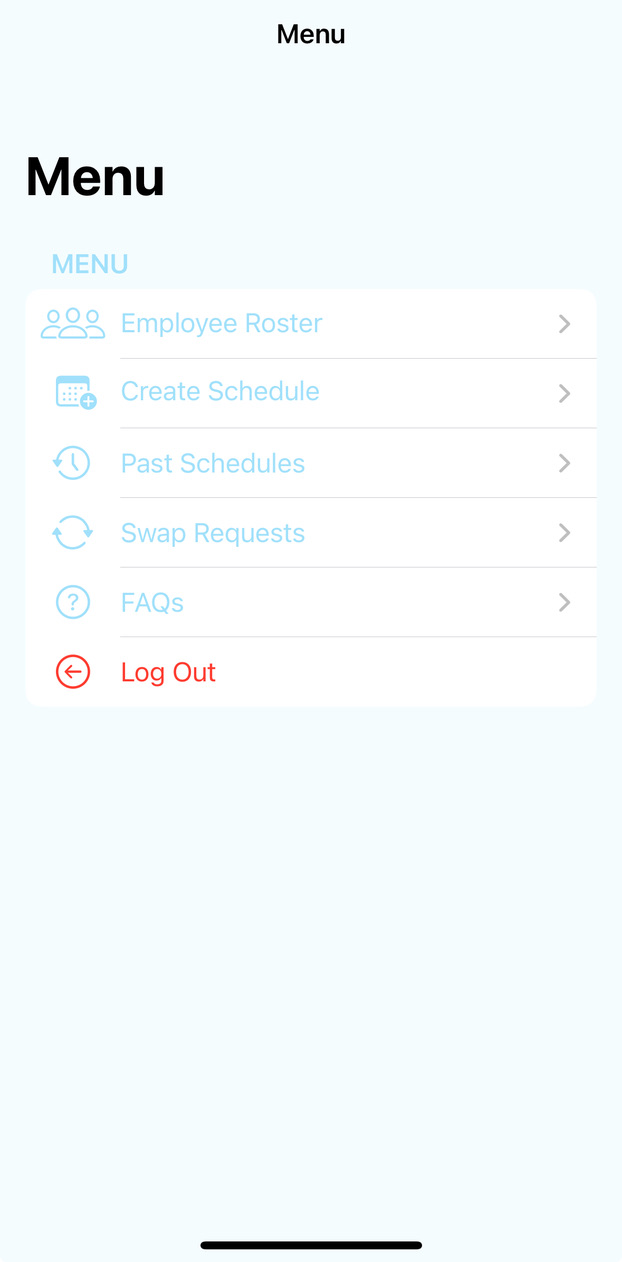 Menu
Menu
MENU
Employee Roster
Create Schedule
Past Schedules
Swap Requests
FAQs
Log Out